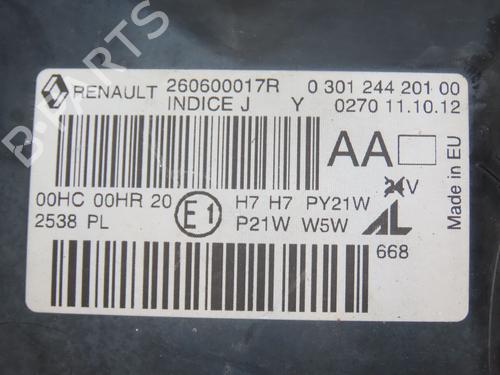 RENAULT 260600017R 0 301 244 201 00
INDICE J Y 0270 11.10.12
AA
00HC 00HR 20
2538 PL
E1
H7 H7 PY21W 24V
P21W W5W AL
668
Made in EU
B-PARTS